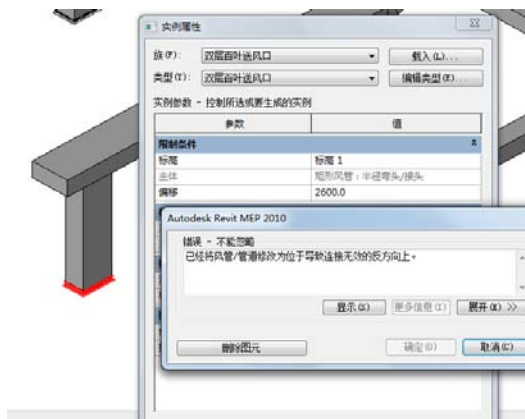 实例属性
族(F): 双层百叶送风口 载入(L)...
类型(T): 双层百叶送风口 编辑类型(E)...
实例参数 - 控制所选或要生成的实例
参数 值
限制条件
标高 标高 1
主体 矩形风管：半径弯头/接头
偏移 2600.0
Autodesk Revit MEP 2010
错误 - 不能忽略
已经将风管/管道修改为位于导致连接无效的反方向上。
显示(S) 更多信息(I) 展开(X) >>
删除图元 确定(O) 取消(C)